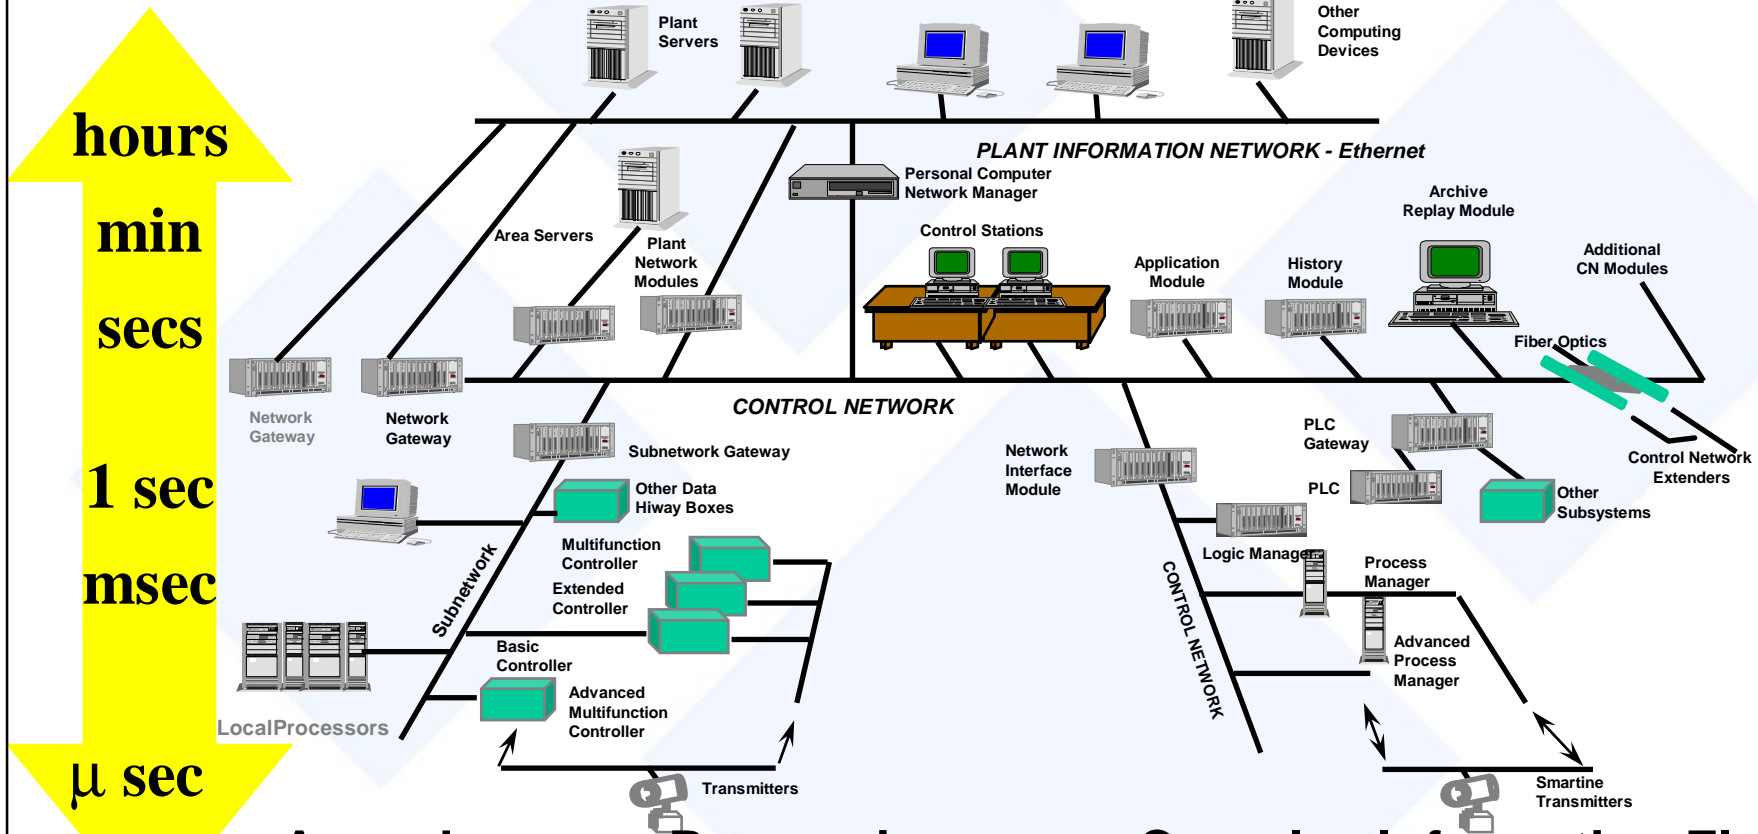 Plant
Servers
Other
Computing
Devices
hours
PLANT INFORMATION NETWORK - Ethernet
Personal Computer
Network Manager
Archive
Replay Module
min
Area Servers
Plant
Network
Modules
Control Stations
Application
Module
History
Module
Additional
CN Modules
secs
Fiber Optics
Network
Gateway
Network
Gateway
CONTROL NETWORK
Subnetwork Gateway
Network
Interface
Module
PLC
Gateway
Control Network
Extenders
1 sec
Other Data
Hiway Boxes
PLC
Other
Subsystems
Multifunction
Controller
Logic Manager
msec
Subnetwork
Extended
Controller
CONTROL NETWORK
Process
Manager
Basic
Controller
Advanced
Process
Manager
Advanced
Multifunction
Controller
LocalProcessors
μ sec
Transmitters
Smartine
Transmitters